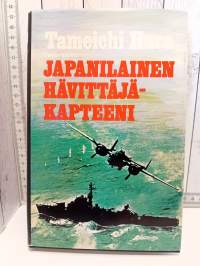 Tameichi Hara
JAPANILAINEN
HÄVITTÄJÄ-
KAPTEENI